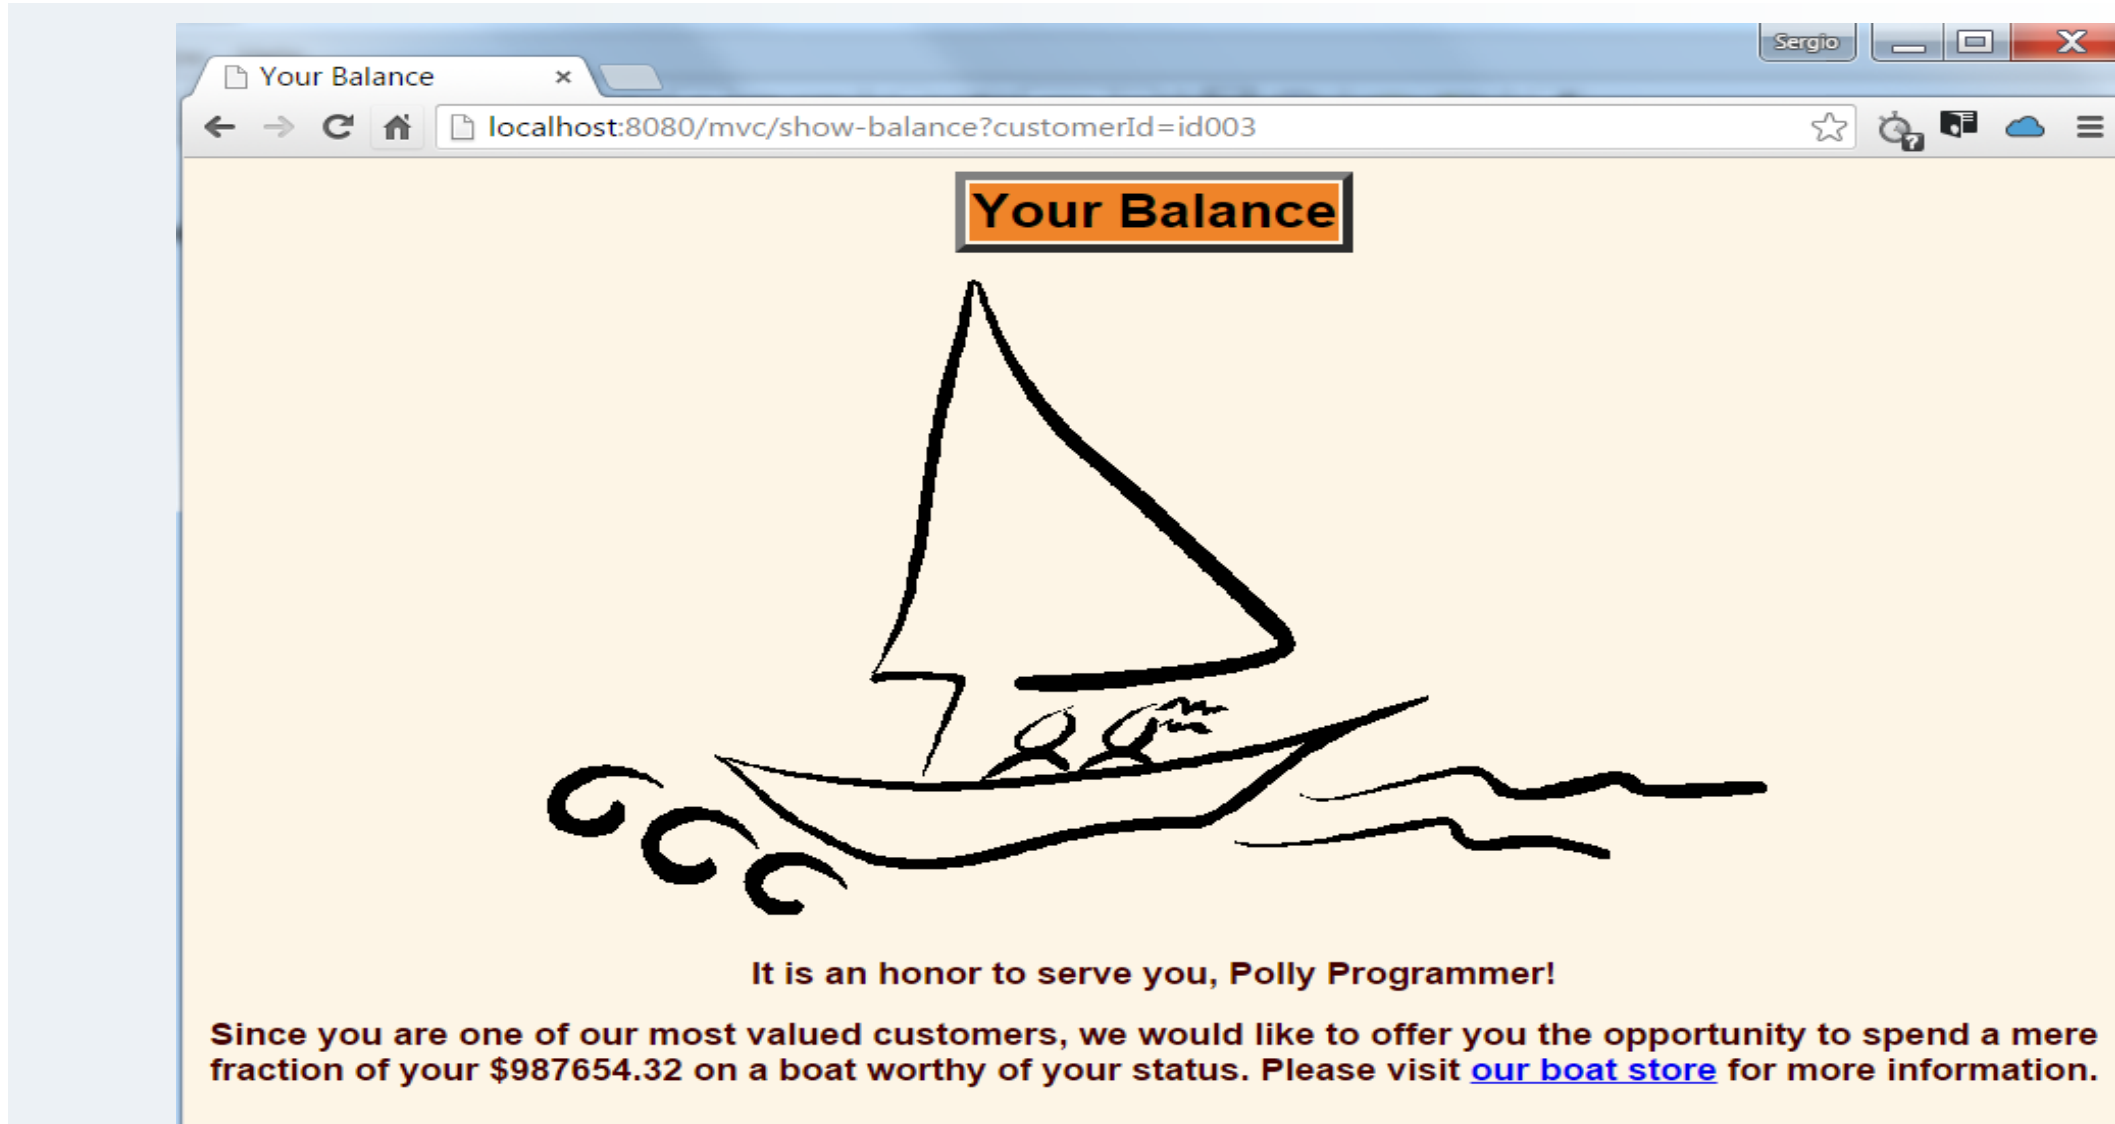 Sergio
Your Balance
localhost:8080/mvc/show-balance?customerId=id003
Your Balance
It is an honor to serve you, Polly Programmer!
Since you are one of our most valued customers, we would like to offer you the opportunity to spend a mere
fraction of your $987654.32 on a boat worthy of your status. Please visit our boat store for more information.